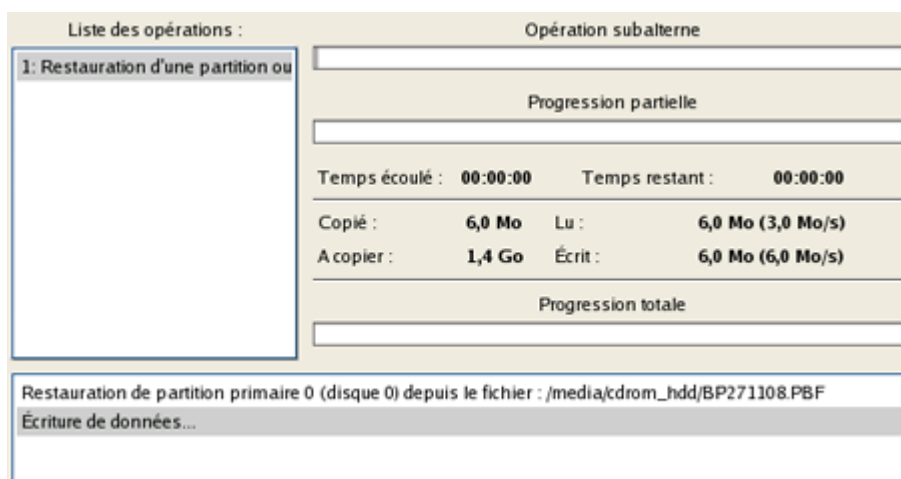 Liste des opérations :
1: Restauration d'une partition ou
Opération subalterne
Progression partielle
Temps écoulé : 00:00:00 Temps restant : 00:00:00
Copié : 6,0 Mo Lu : 6,0 Mo (3,0 Mo/s)
A copier : 1,4 Go Écrit : 6,0 Mo (6,0 Mo/s)
Progression totale
Restauration de partition primaire 0 (disque 0) depuis le fichier : /media/cdrom_hdd/BP271108.PBF
Écriture de données...